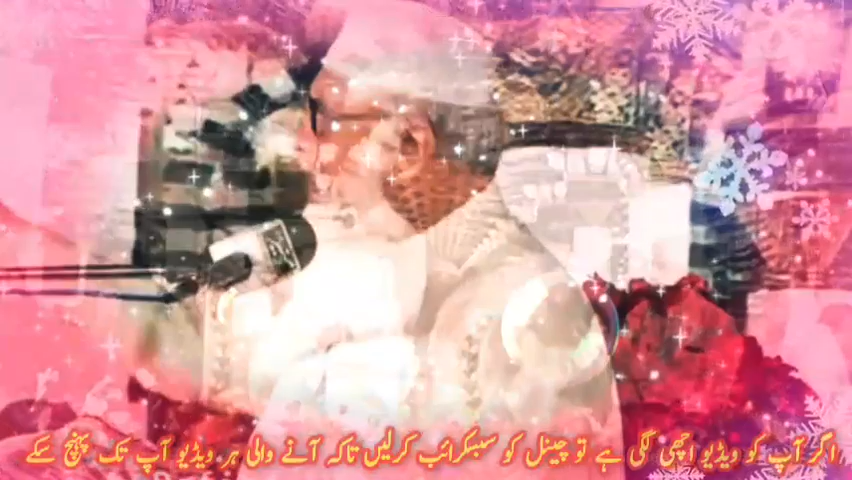 اگر آپ کو ویڈیو اچھی لگی ہے تو چینل کو سبسکرائب کرلیں تاکہ آنے والی ہر ویڈیو آپ تک پہنچ سکے